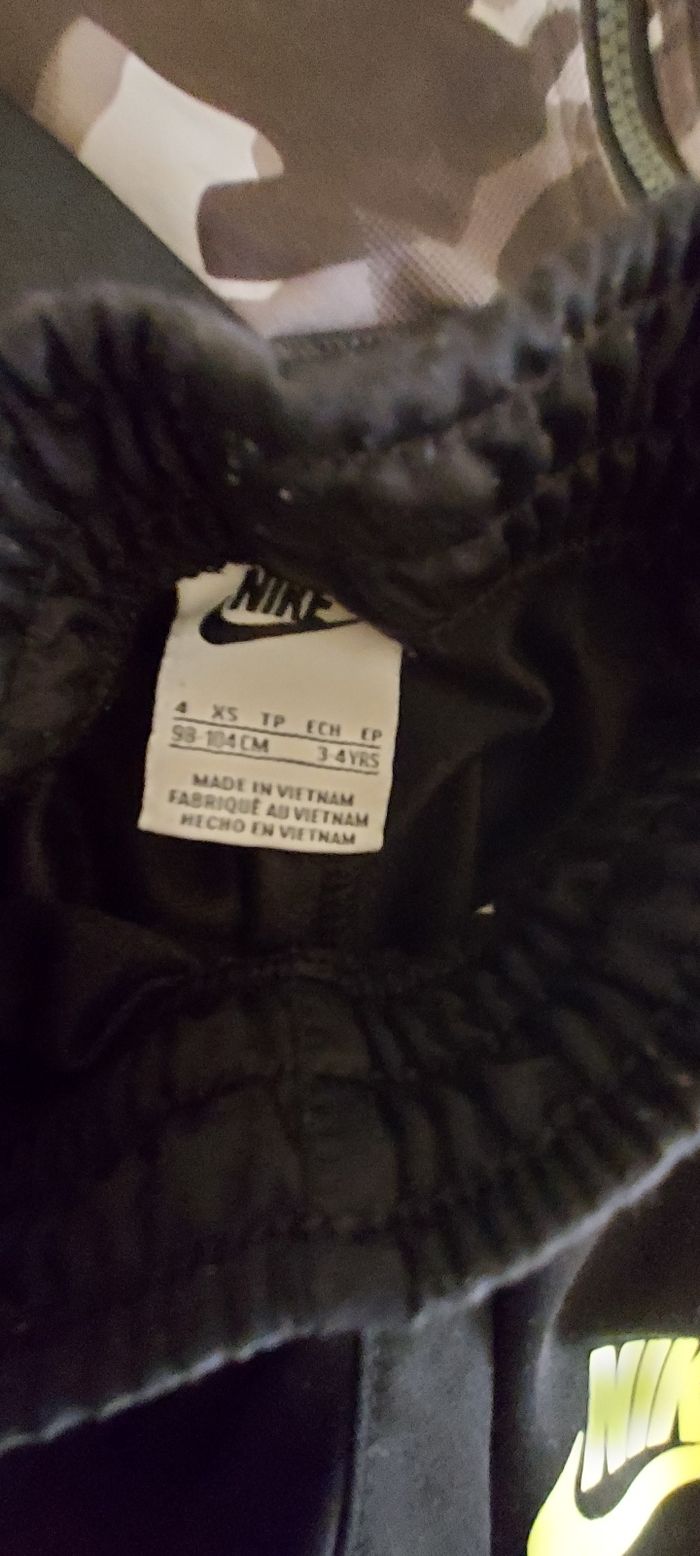 NIKE
4 XS TP ECH EP
98-104CM 3-4YRS
MADE IN VIETNAM
FABRIQUÉ AU VIETNAM
HECHO EN VIETNAM
NIK